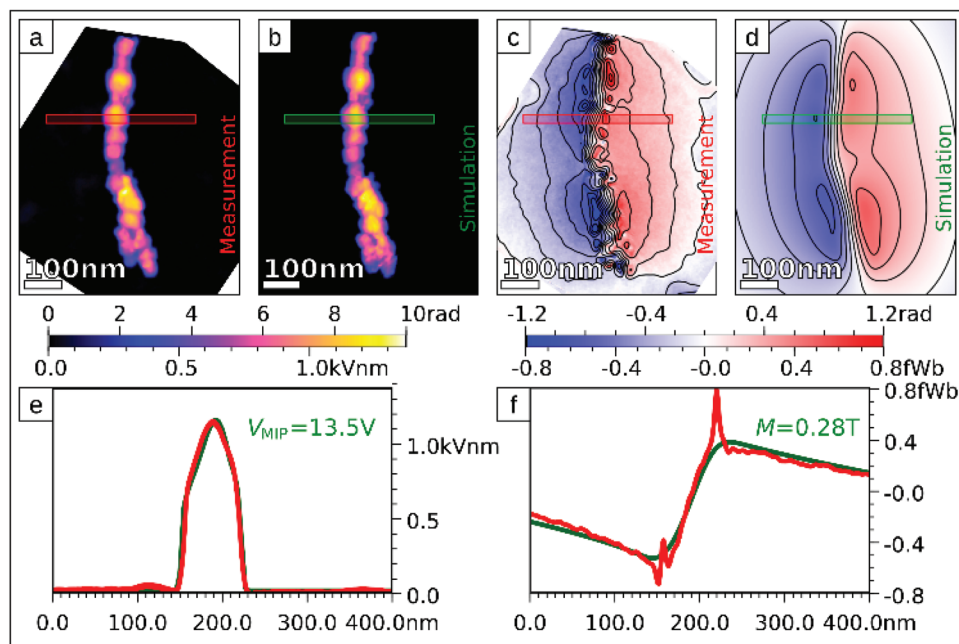 a
b
c
d
Measurement
Simulation
Measurement
Simulation
100nm
100nm
100nm
100nm
0 2 4 6 8 10rad
-1.2 -0.4 0.4 1.2rad
0.0 0.5 1.0kVnm
-0.8 -0.4 -0.0 0.4 0.8fWb
e
V_MIP=13.5V
1.0kVnm
0.5
0.0
0.0 100.0 200.0 300.0 400.0nm
f
M=0.28T
0.8fWb
0.4
-0.0
-0.4
-0.8
0.0 100.0 200.0 300.0 400.0nm